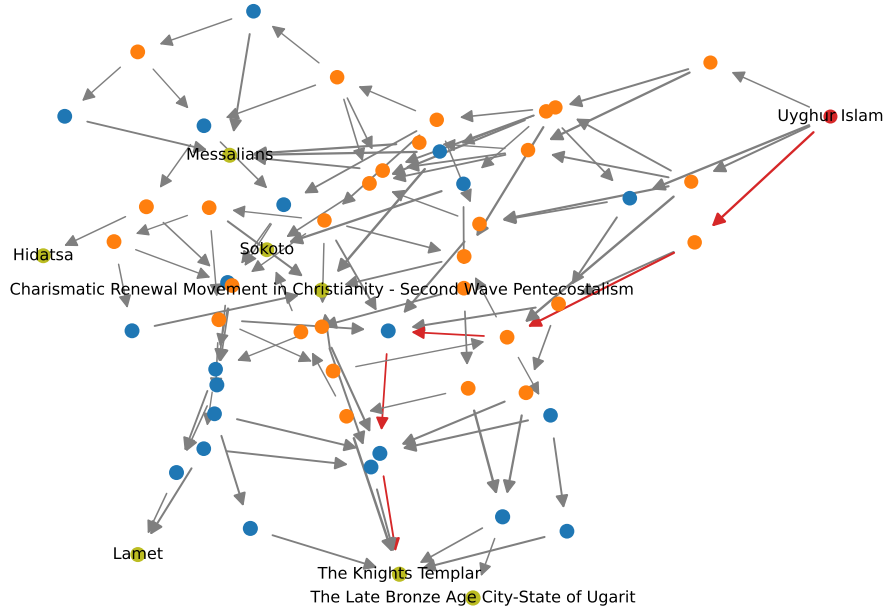 Uyghur Islam
Messalians
Hidatsa
Sokoto
Charismatic Renewal Movement in Christianity - Second Wave Pentecostalism
Lamet
The Knights Templar
The Late Bronze Age City-State of Ugarit